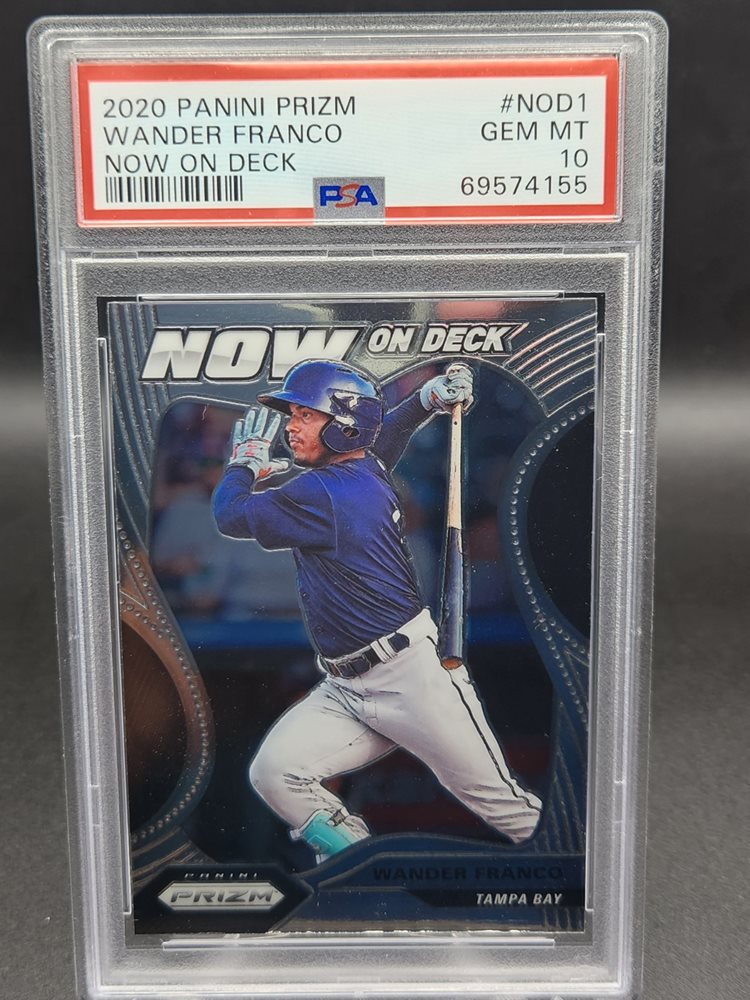 2020 PANINI PRIZM #NOD1
WANDER FRANCO GEM MT
NOW ON DECK 10
PSA 69574155
NOW ON DECK
WANDER FRANCO
PANINI
PRIZM
TAMPA BAY